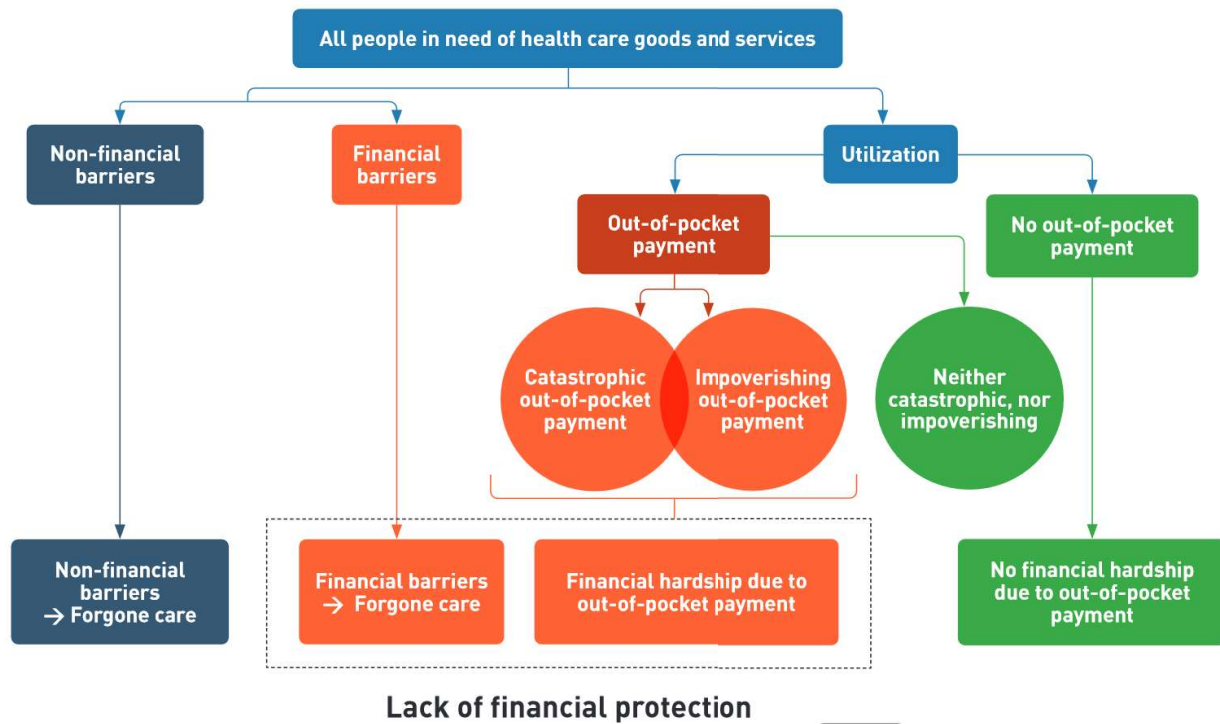 All people in need of health care goods and services
Non-financial
barriers
Financial
barriers
Utilization
Out-of-pocket
payment
No out-of-pocket
payment
Catastrophic
out-of-pocket
payment
Impoverishing
out-of-pocket
payment
Neither
catastrophic, nor
impoverishing
Non-financial
barriers
→ Forgone care
Financial barriers
→ Forgone care
Financial hardship due to
out-of-pocket payment
No financial hardship
due to out-of-pocket
payment
Lack of financial protection